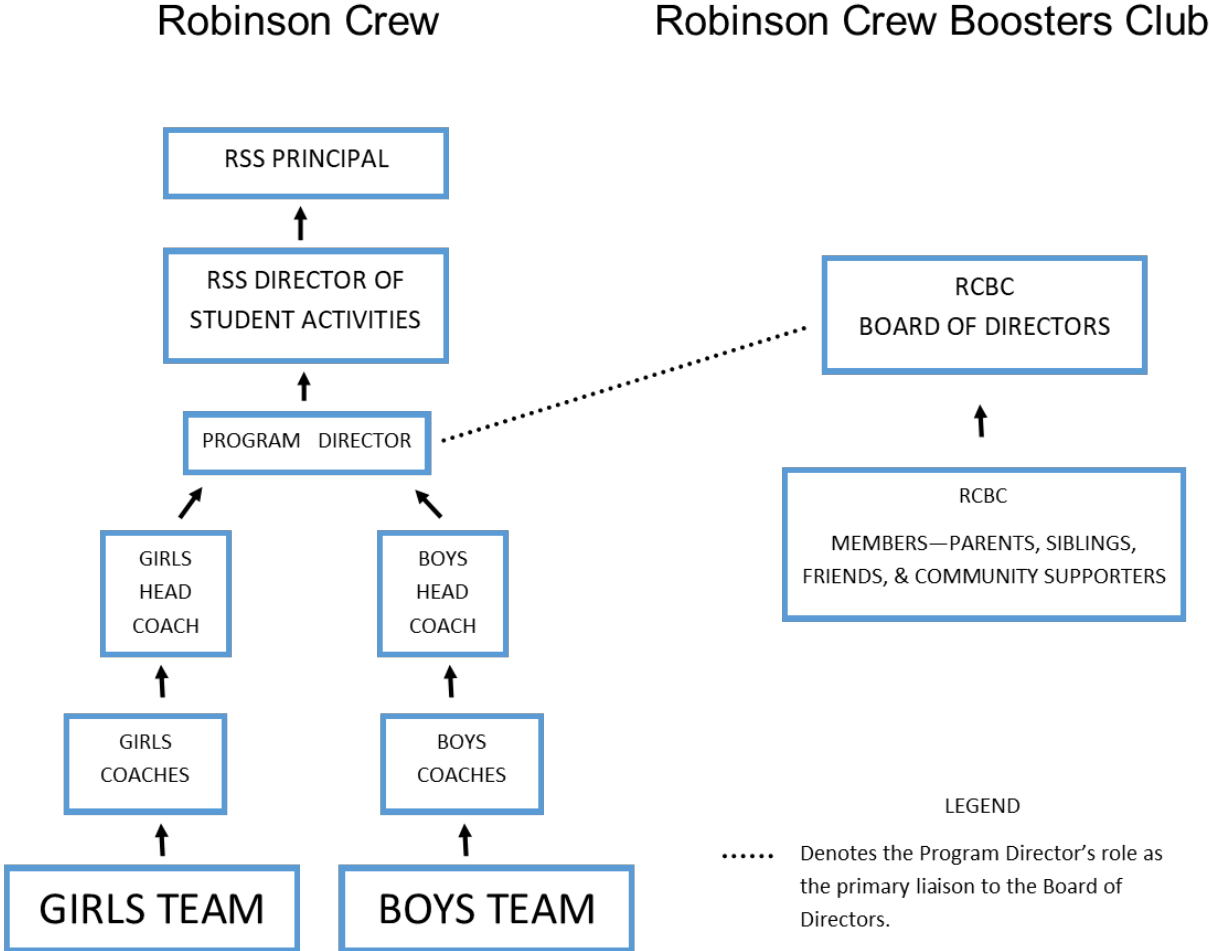 Robinson Crew
Robinson Crew Boosters Club
RSS PRINCIPAL
RSS DIRECTOR OF
STUDENT ACTIVITIES
RCBC
BOARD OF DIRECTORS
PROGRAM DIRECTOR
GIRLS
HEAD
COACH
BOYS
HEAD
COACH
RCBC
MEMBERS—PARENTS, SIBLINGS,
FRIENDS, & COMMUNITY SUPPORTERS
GIRLS
COACHES
BOYS
COACHES
GIRLS TEAM
BOYS TEAM
LEGEND
...... Denotes the Program Director’s role as
the primary liaison to the Board of
Directors.